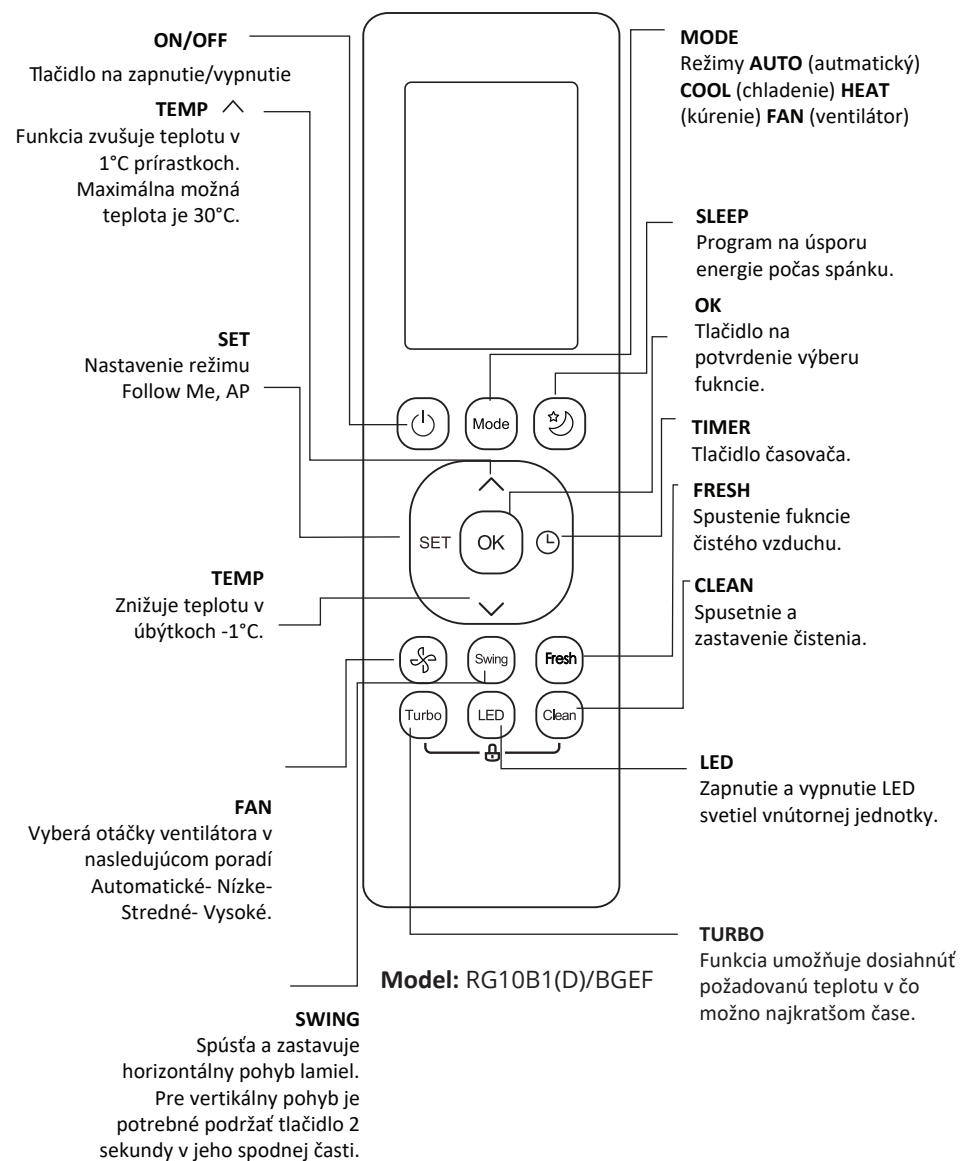 ON/OFF
Tlačidlo na zapnutie/vypnutie
TEMP
Funkcia zvušuje teplotu v
1°C prírastkoch.
Maximálna možná
teplota je 30°C.
SET
Nastavenie režimu
Follow Me, AP
TEMP
Znižuje teplotu v
úbýtkoch -1°C.
FAN
Vyberá otáčky ventilátora v
nasledujúcom poradí
Automatické- Nízke-
Stredné- Vysoké.
SWING
Spúsťa a zastavuje
horizontálny pohyb lamiel.
Pre vertikálny pohyb je
potrebné podržať tlačidlo 2
sekundy v jeho spodnej časti.
Mode
SET
OK
Swing
Fresh
Turbo
LED
Clean
Model: RG10B1(D)/BGEF
MODE
Režimy AUTO (autmatický)
COOL (chladenie) HEAT
(kúrenie) FAN (ventilátor)
SLEEP
Program na úsporu
energie počas spánku.
OK
Tlačidlo na
potvrdenie výberu
fukncie.
TIMER
Tlačidlo časovača.
FRESH
Spustenie fukncie
čistého vzduchu.
CLEAN
Spusetnie a
zastavenie čistenia.
LED
Zapnutie a vypnutie LED
svetiel vnútornej jednotky.
TURBO
Funkcia umožňuje dosiahnúť
požadovanú teplotu v čo
možno najkratšom čase.